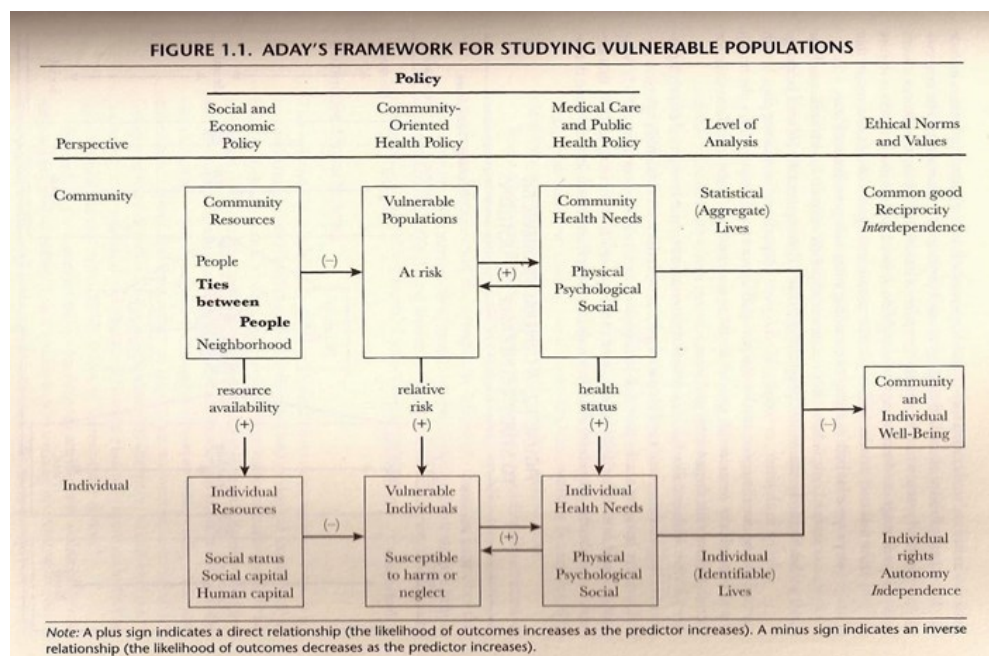 FIGURE 1.1. ADAY'S FRAMEWORK FOR STUDYING VULNERABLE POPULATIONS
Policy
Perspective
Social and
Economic
Policy
Community-
Oriented
Health Policy
Medical Care
and Public
Health Policy
Level of
Analysis
Ethical Norms
and Values
Community
Community
Resources
People
Ties
between
People
Neighborhood
(–)
Vulnerable
Populations
At risk
(+)
Community
Health Needs
Physical
Psychological
Social
Statistical
(Aggregate)
Lives
Common good
Reciprocity
Interdependence
resource
availability
(+)
relative
risk
(+)
health
status
(+)
(–)
Community
and
Individual
Well-Being
Individual
Individual
Resources
Social status
Social capital
Human capital
(–)
Vulnerable
Individuals
Susceptible
to harm or
neglect
(+)
Individual
Health Needs
Physical
Psychological
Social
Individual
(Identifiable)
Lives
Individual
rights
Autonomy
Independence
Note: A plus sign indicates a direct relationship (the likelihood of outcomes increases as the predictor increases). A minus sign indicates an inverse
relationship (the likelihood of outcomes decreases as the predictor increases).